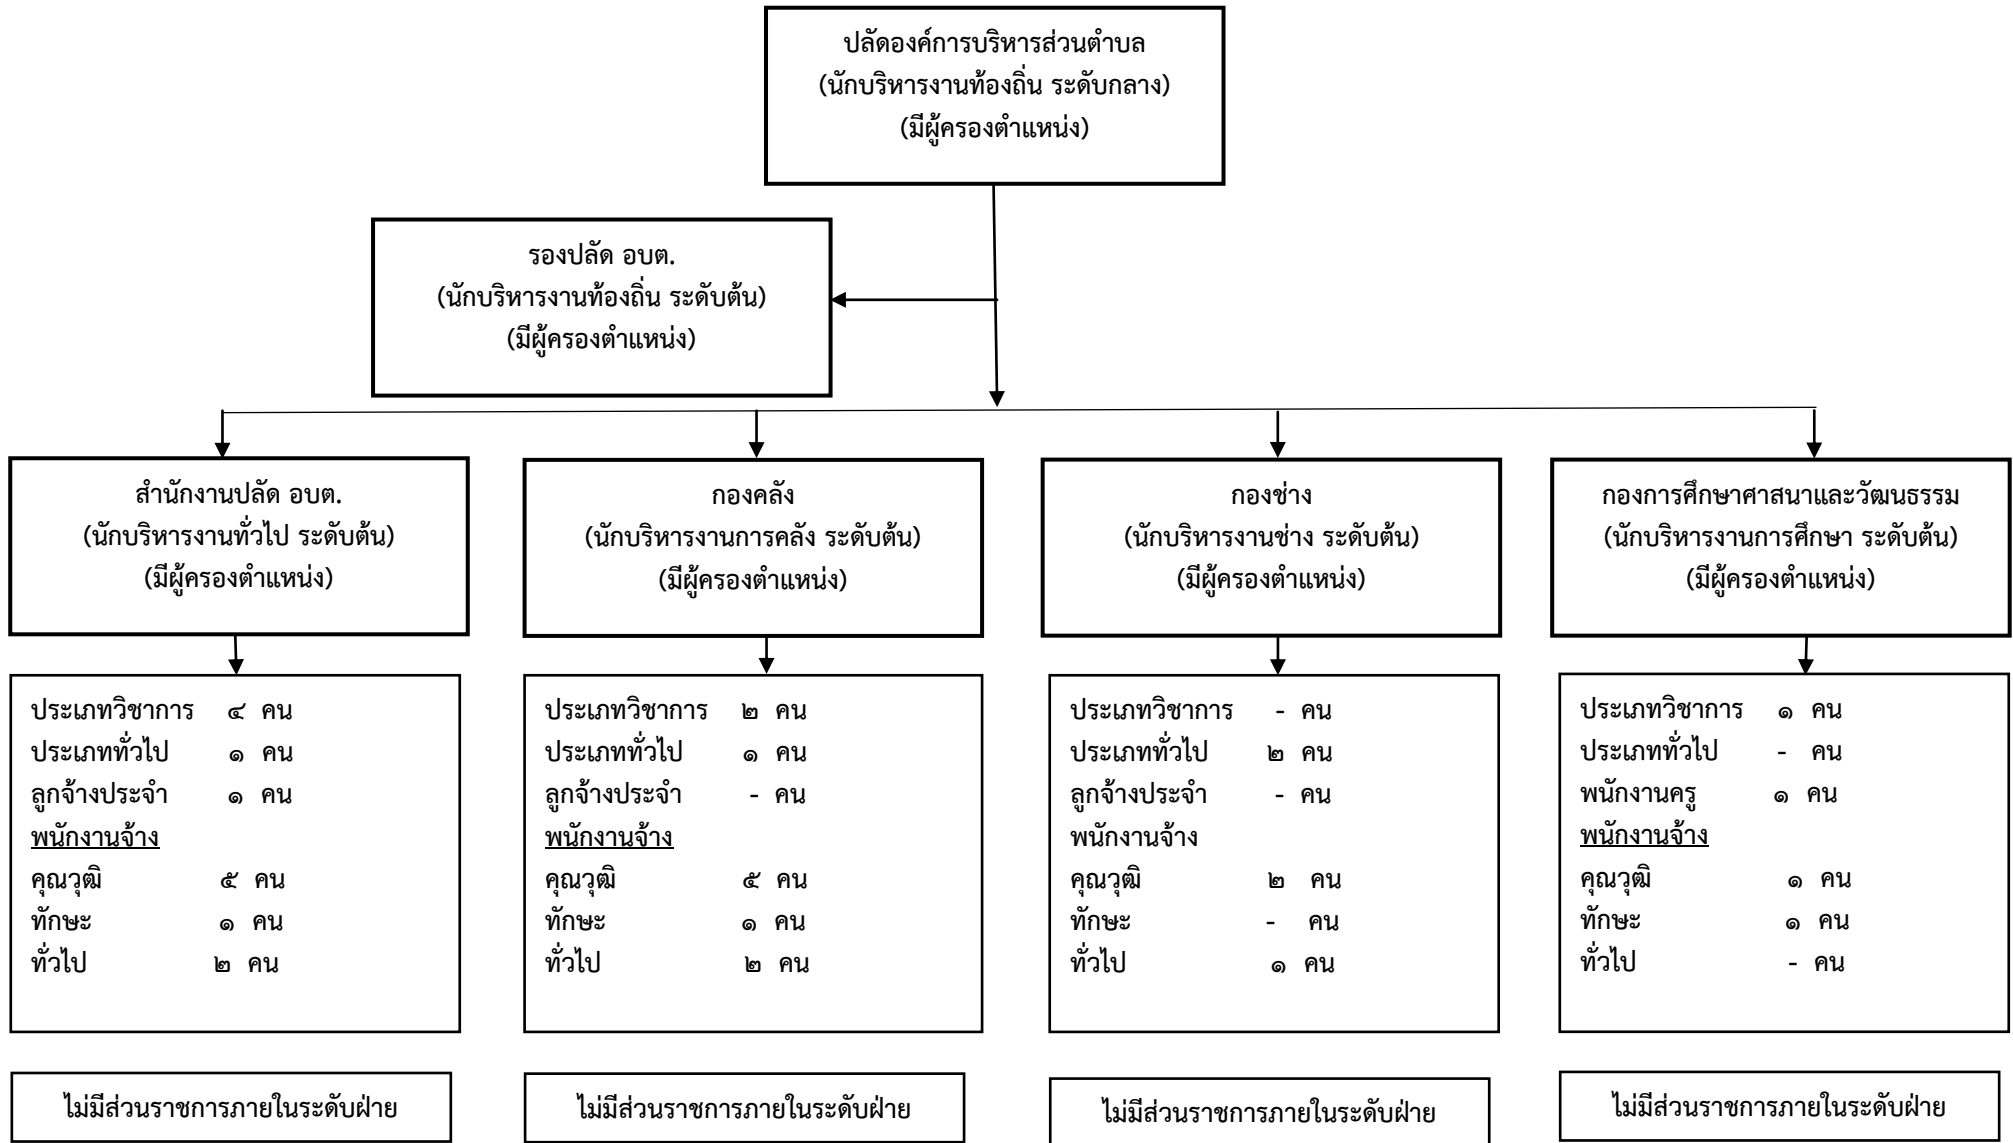 ปลัดองค์การบริหารส่วนตำบล
(นักบริหารงานท้องถิ่น ระดับกลาง)
(มีผู้ครองตำแหน่ง)
รองปลัด อบต.
(นักบริหารงานท้องถิ่น ระดับต้น)
(มีผู้ครองตำแหน่ง)
สำนักงานปลัด อบต.
(นักบริหารงานทั่วไป ระดับต้น)
(มีผู้ครองตำแหน่ง)
กองคลัง
(นักบริหารงานการคลัง ระดับต้น)
(มีผู้ครองตำแหน่ง)
กองช่าง
(นักบริหารงานช่าง ระดับต้น)
(มีผู้ครองตำแหน่ง)
กองการศึกษาศาสนาและวัฒนธรรม
(นักบริหารงานการศึกษา ระดับต้น)
(มีผู้ครองตำแหน่ง)
ประเภทวิชาการ ๔ คน
ประเภททั่วไป ๑ คน
ลูกจ้างประจำ ๑ คน
พนักงานจ้าง
คุณวุฒิ ๕ คน
ทักษะ ๑ คน
ทั่วไป ๒ คน
ประเภทวิชาการ ๒ คน
ประเภททั่วไป ๑ คน
ลูกจ้างประจำ - คน
พนักงานจ้าง
คุณวุฒิ ๕ คน
ทักษะ ๑ คน
ทั่วไป ๒ คน
ประเภทวิชาการ - คน
ประเภททั่วไป ๒ คน
ลูกจ้างประจำ - คน
พนักงานจ้าง
คุณวุฒิ ๒ คน
ทักษะ - คน
ทั่วไป ๑ คน
ประเภทวิชาการ ๑ คน
ประเภททั่วไป - คน
พนักงานครู ๑ คน
พนักงานจ้าง
คุณวุฒิ ๑ คน
ทักษะ ๑ คน
ทั่วไป - คน
ไม่มีส่วนราชการภายในระดับฝ่าย
ไม่มีส่วนราชการภายในระดับฝ่าย
ไม่มีส่วนราชการภายในระดับฝ่าย
ไม่มีส่วนราชการภายในระดับฝ่าย